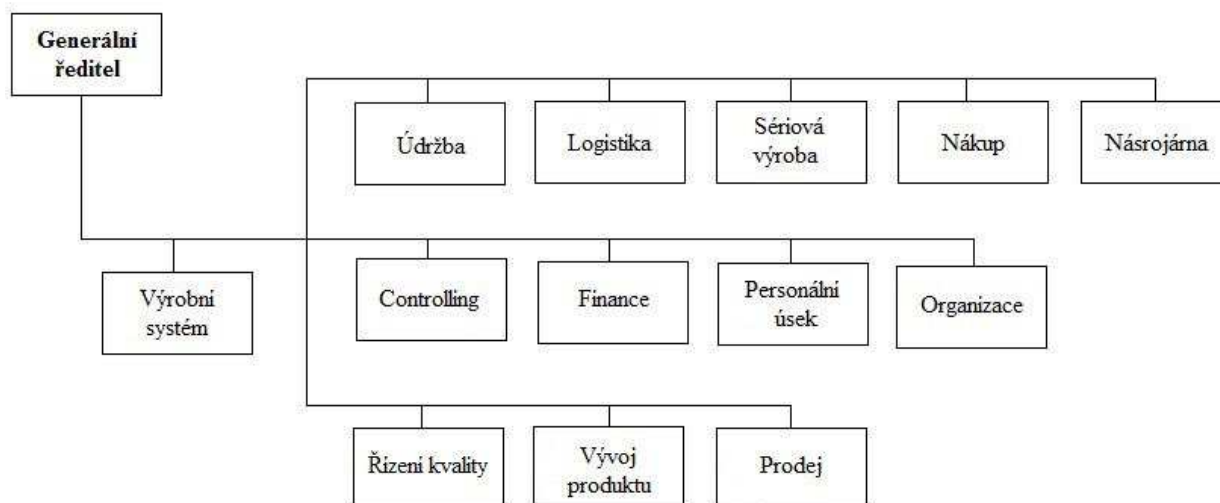 Generální
ředitel
Údržba
Logistika
Sériová
výroba
Nákup
Násrojárna
Výrobní
systém
Controlling
Finance
Personální
úsek
Organizace
Řízení kvality
Vývoj
produktu
Prodej